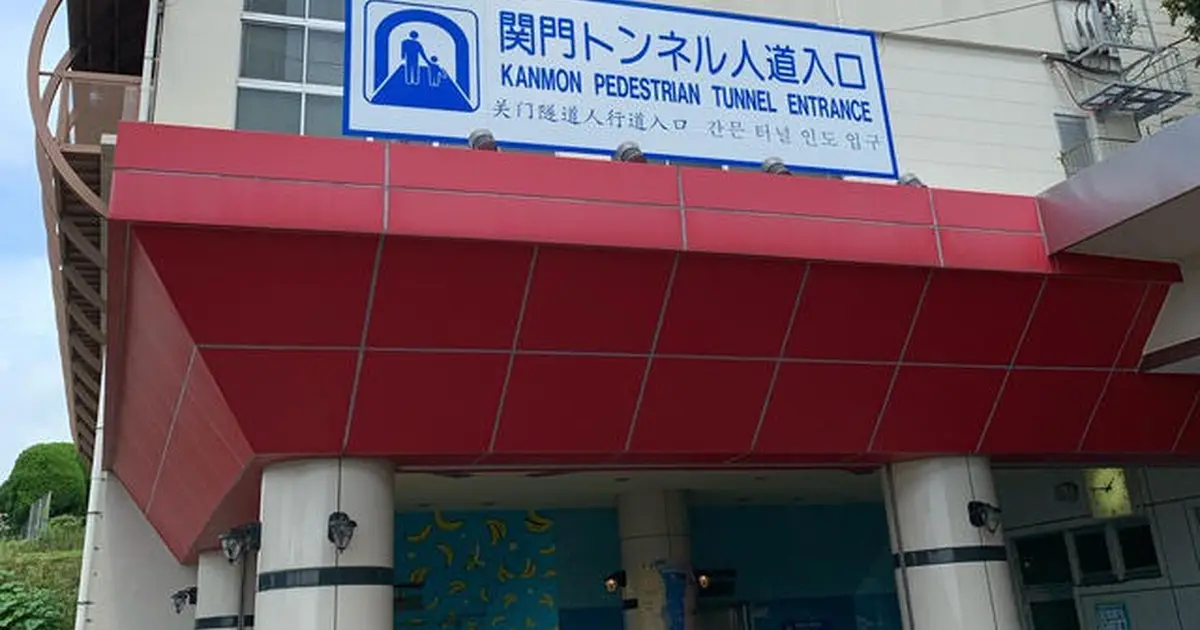 関門トンネル人道入口
KANMON PEDESTRIAN TUNNEL ENTRANCE
关门隧道人行道入口 간문 터널 인도 입구